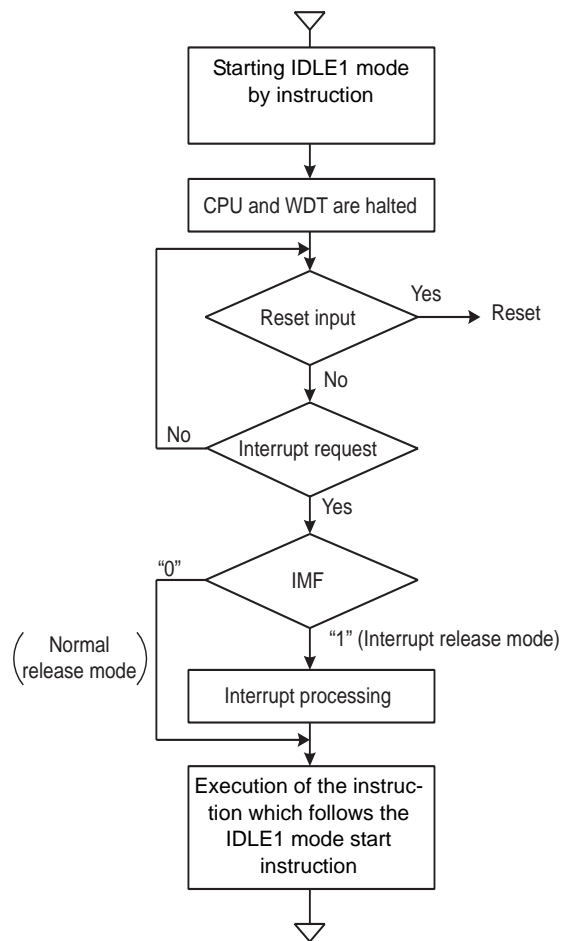 Starting IDLE1 mode
by instruction
CPU and WDT are halted
Reset input
Yes
Reset
No
Interrupt request
No
Yes
IMF
“0”
Normal
release mode
“1” (Interrupt release mode)
Interrupt processing
Execution of the instruc-
tion which follows the
IDLE1 mode start
instruction